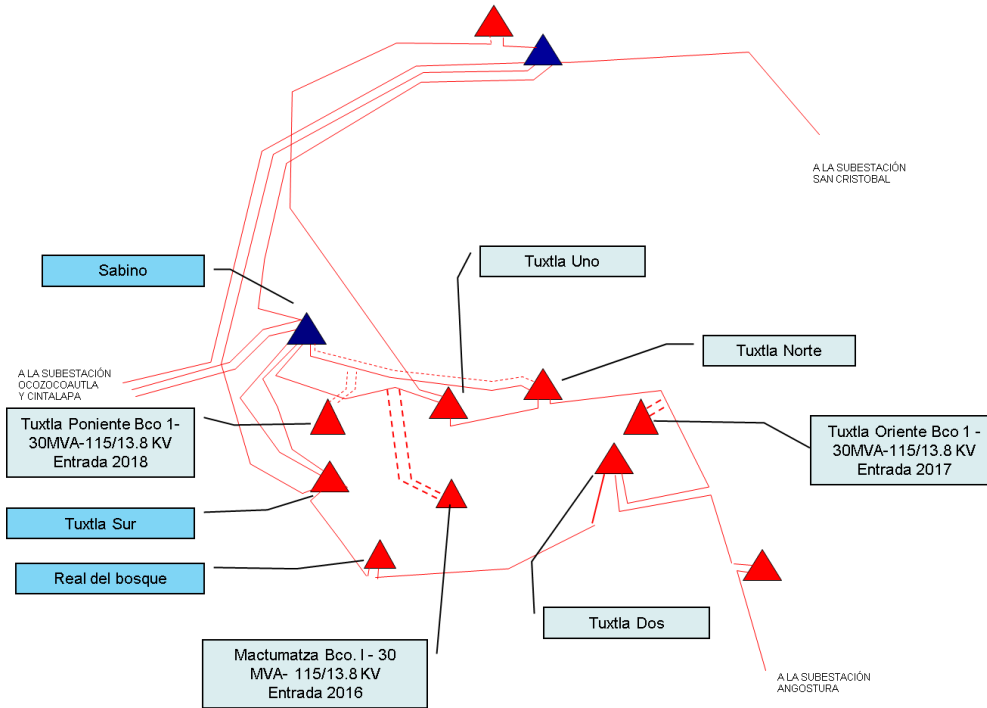 A LA SUBESTACIÓN
SAN CRISTOBAL
Sabino
Tuxtla Uno
Tuxtla Norte
A LA SUBESTACIÓN
OCOZOCOAUTLA
Y CINTALAPA
Tuxtla Poniente Bco 1-
30MVA-115/13.8 KV
Entrada 2018
Tuxtla Oriente Bco 1 -
30MVA-115/13.8 KV
Entrada 2017
Tuxtla Sur
Real del bosque
Tuxtla Dos
Mactumatza Bco. I - 30
MVA- 115/13.8 KV
Entrada 2016
A LA SUBESTACIÓN
ANGOSTURA